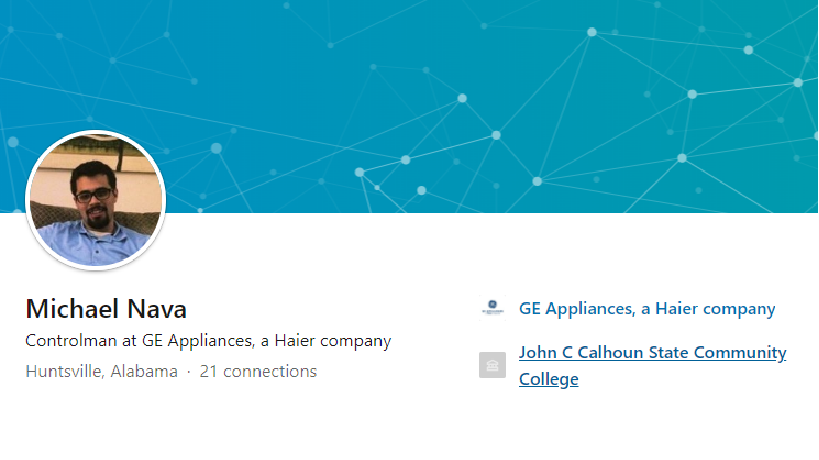 Michael Nava
Controlman at GE Appliances, a Haier company
Huntsville, Alabama · 21 connections
GE Appliances, a Haier company
John C Calhoun State Community
College